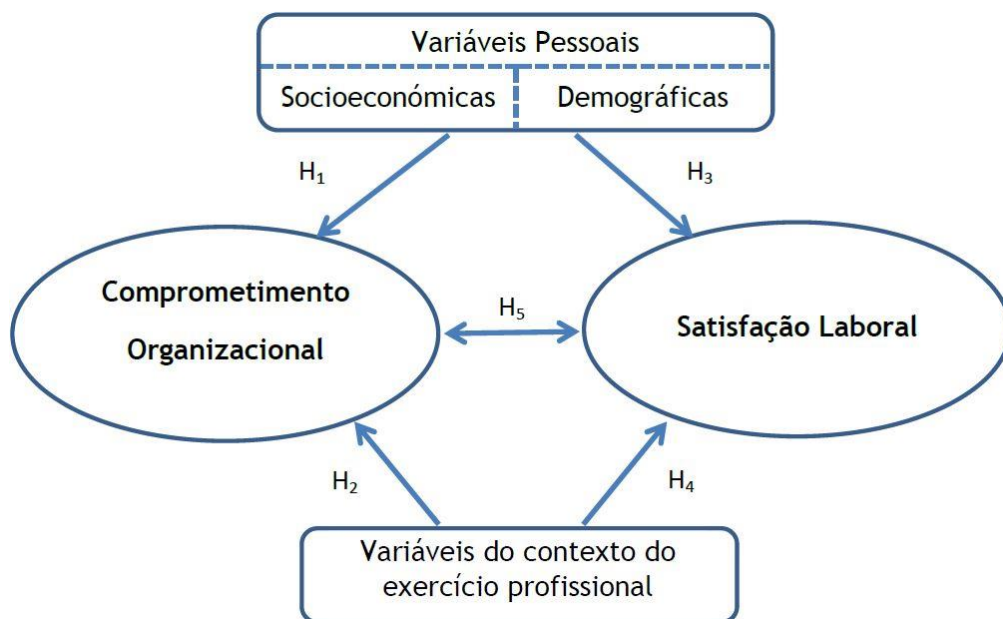 Variáveis Pessoais
Socioeconómicas
Demográficas
H₁
H₃
Comprometimento
Organizacional
H₅
Satisfação Laboral
H₂
H₄
Variáveis do contexto do
exercício profissional